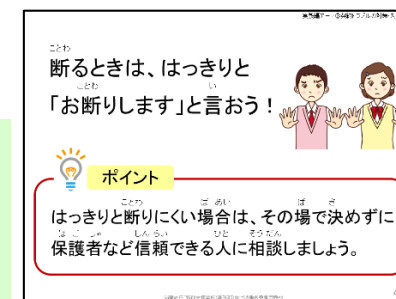 断るときは、はっきりと
「お断りします」と言おう！
ポイント
はっきりと断りにくい場合は、その場で決めずに
保護者など信頼できる人に相談しましょう。